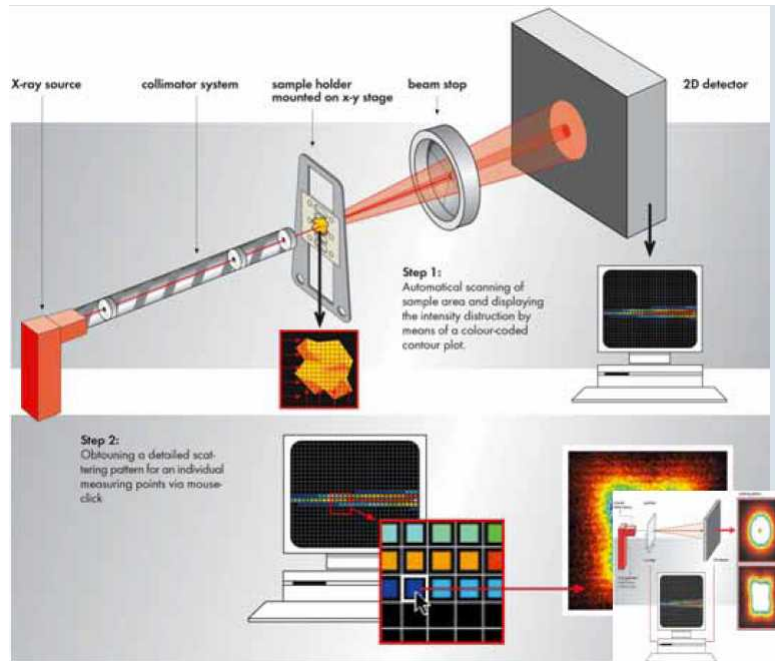 X-ray source
collimator system
sample holder
mounted on x-y stage
beam stop
2D detector
Step 1:
Automatical scanning of
sample area and displaying
the intensity distruction by
means of a colour-coded
contour plot.
Step 2:
Obtouning a detailed scat-
tering pattern for an individual
measuring points via mouse-
click